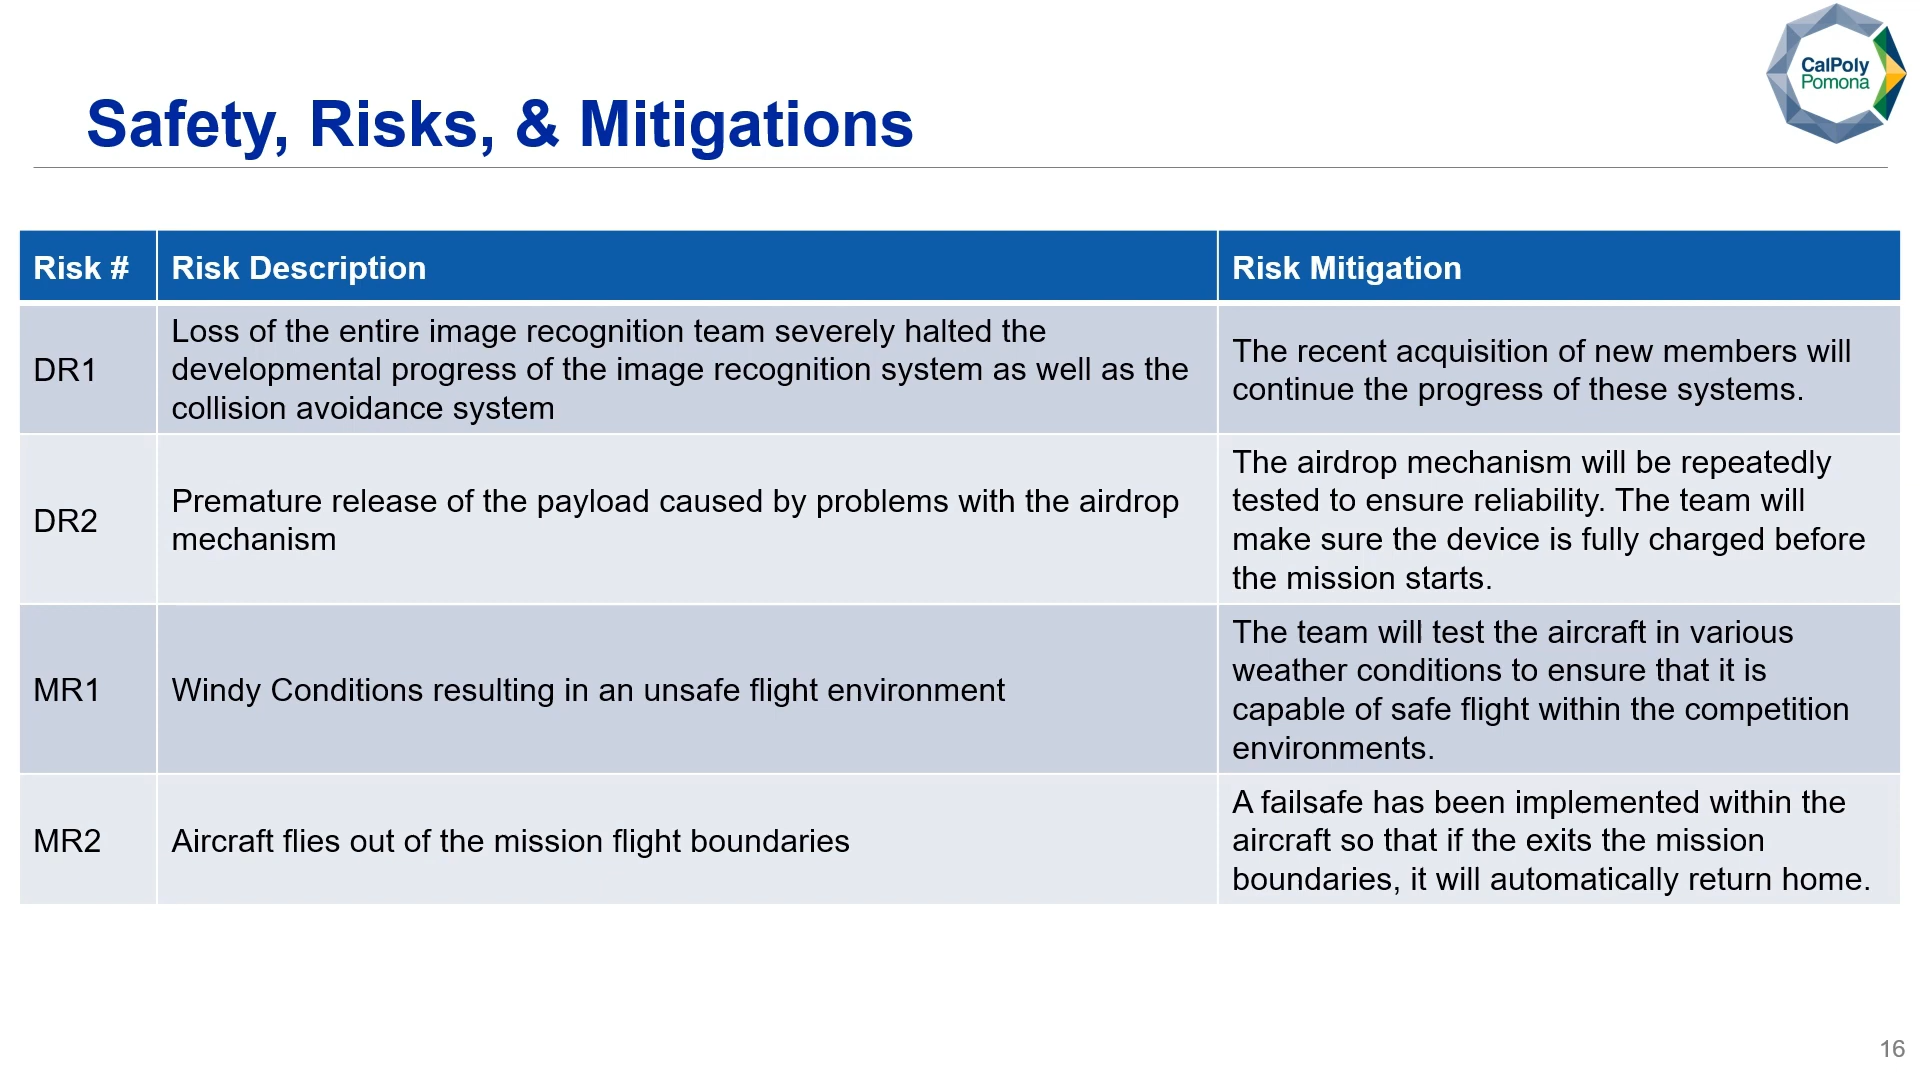 CalPoly
Pomona
Safety, Risks, & Mitigations
Risk #
Risk Description
Risk Mitigation
DR1
Loss of the entire image recognition team severely halted the
developmental progress of the image recognition system as well as the
collision avoidance system
The recent acquisition of new members will
continue the progress of these systems.
DR2
Premature release of the payload caused by problems with the airdrop
mechanism
The airdrop mechanism will be repeatedly
tested to ensure reliability. The team will
make sure the device is fully charged before
the mission starts.
MR1
Windy Conditions resulting in an unsafe flight environment
The team will test the aircraft in various
weather conditions to ensure that it is
capable of safe flight within the competition
environments.
MR2
Aircraft flies out of the mission flight boundaries
A failsafe has been implemented within the
aircraft so that if the exits the mission
boundaries, it will automatically return home.
16